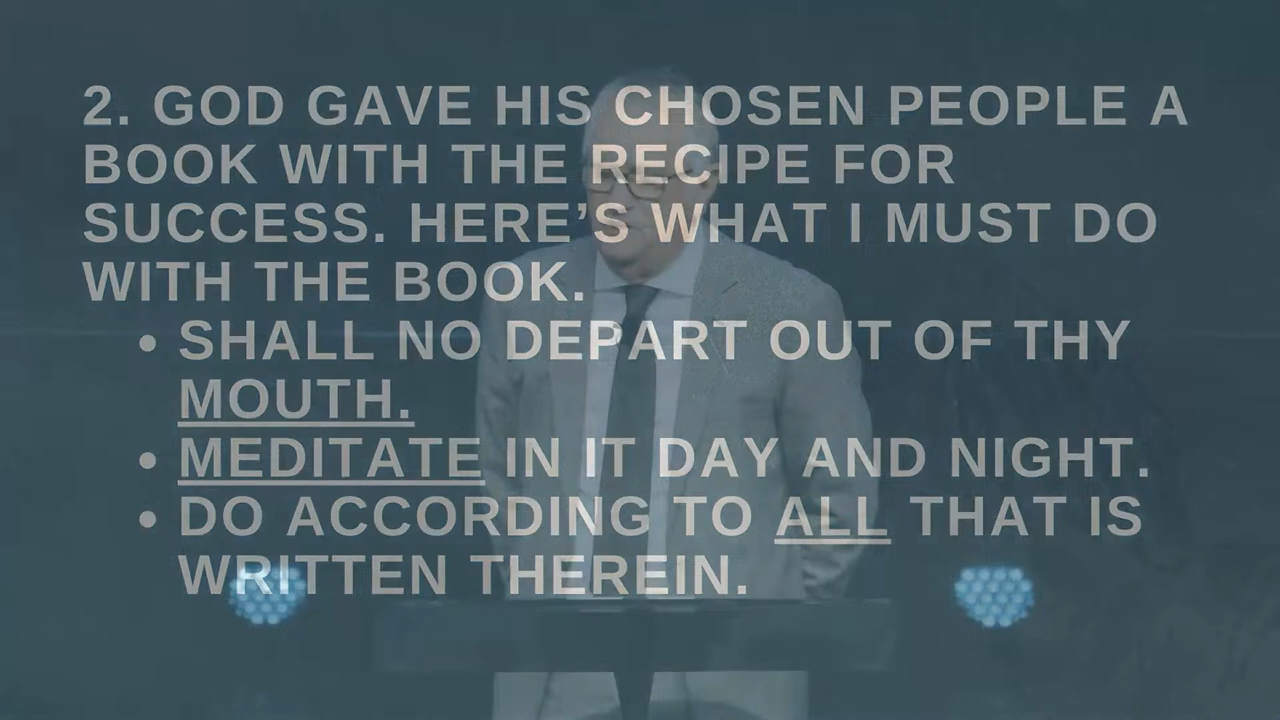 2. GOD GAVE HIS CHOSEN PEOPLE A
BOOK WITH THE RECIPE FOR
SUCCESS. HERE’S WHAT I MUST DO
WITH THE BOOK.
• SHALL NO DEPART OUT OF THY
MOUTH.
• MEDITATE IN IT DAY AND NIGHT.
• DO ACCORDING TO ALL THAT IS
WRITTEN THEREIN.